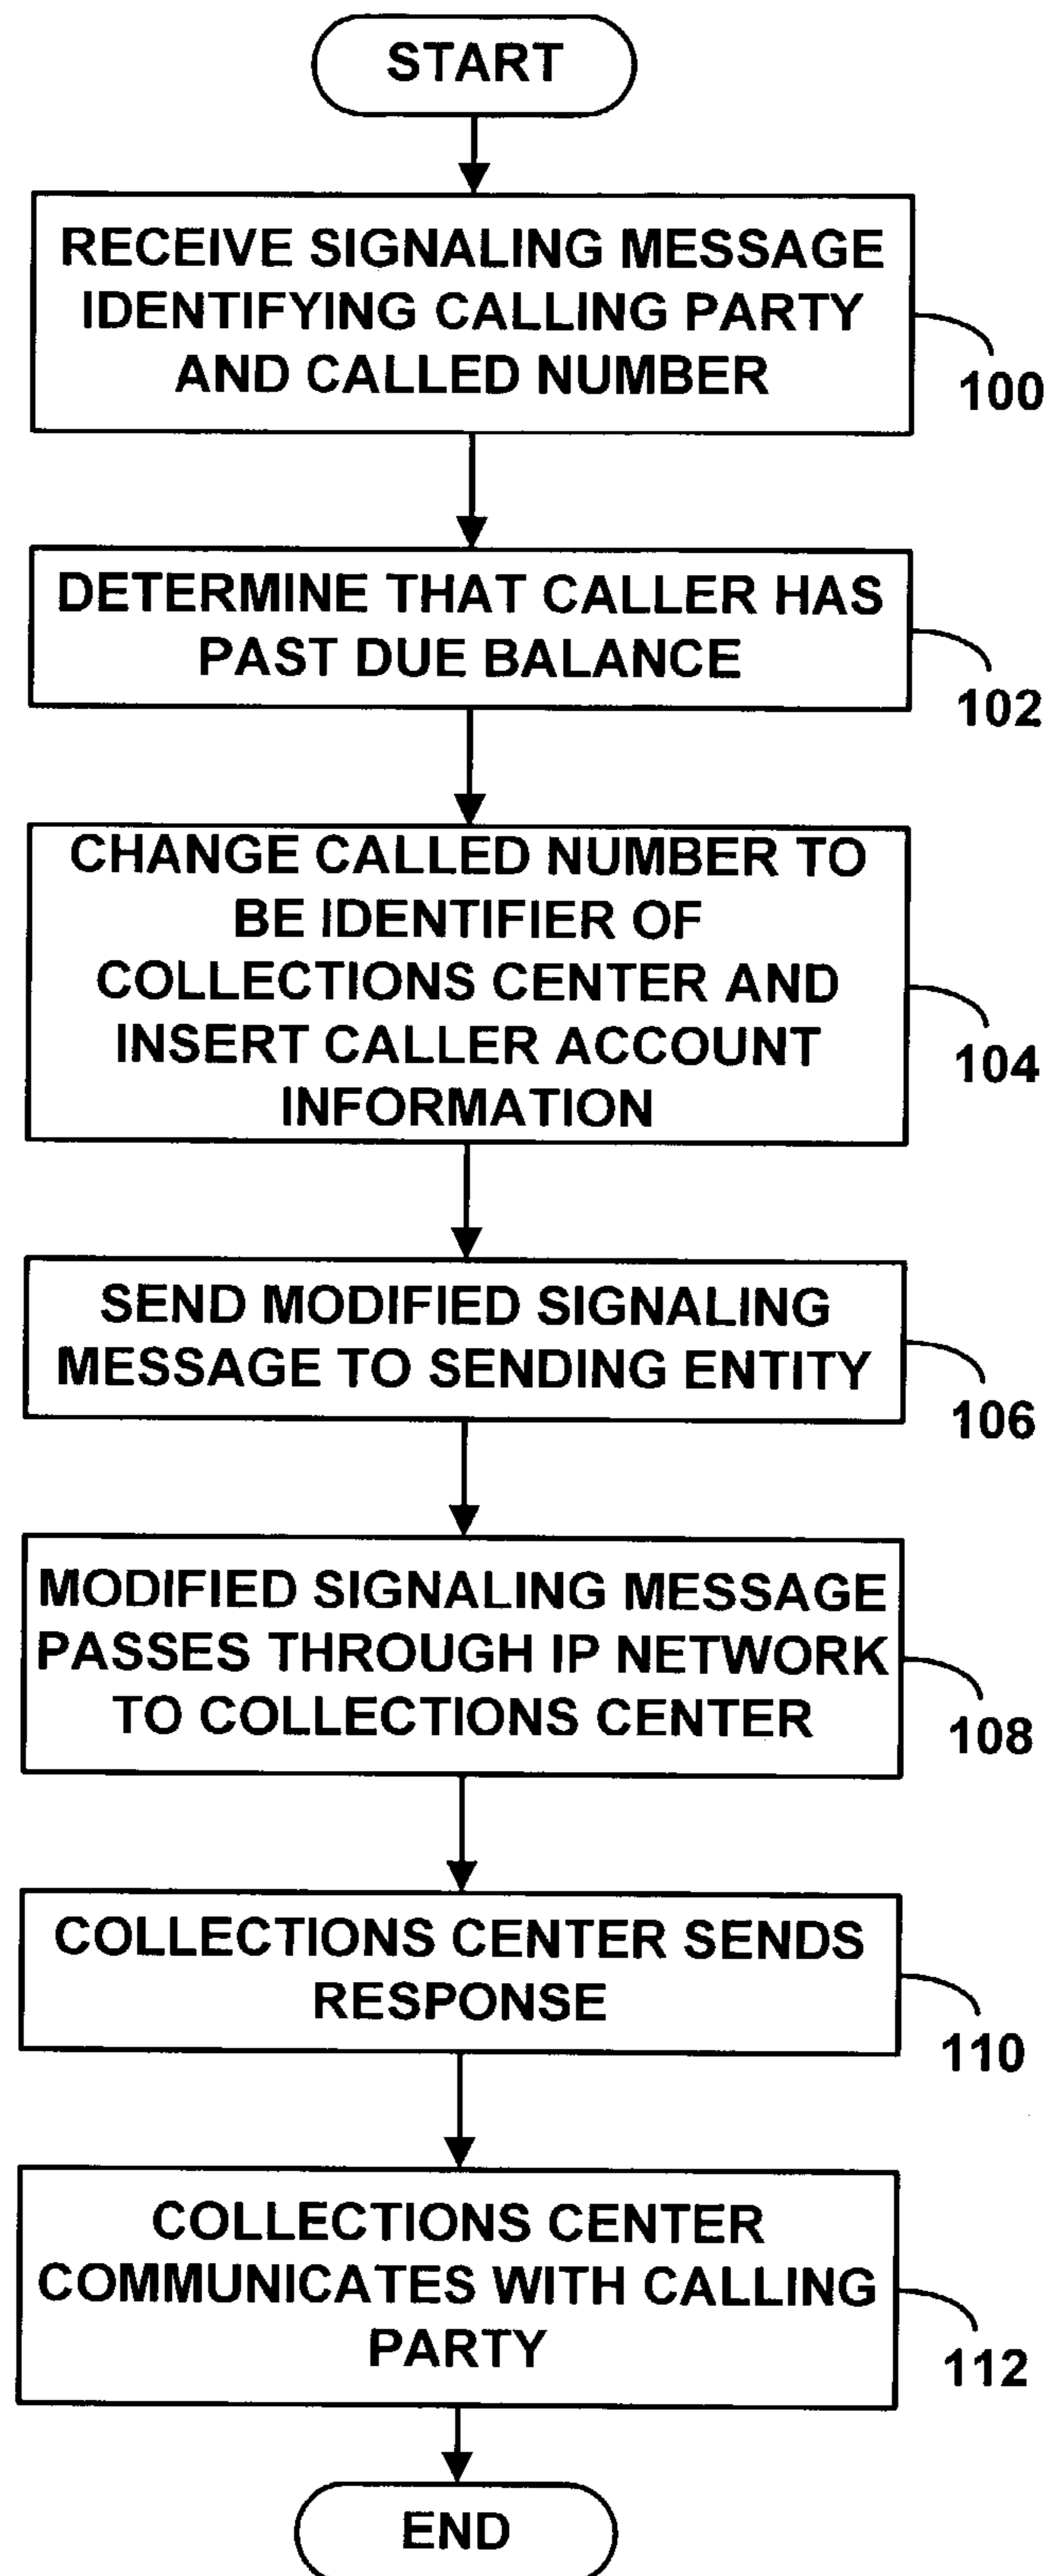 START
RECEIVE SIGNALING MESSAGE
IDENTIFYING CALLING PARTY
AND CALLED NUMBER
100
DETERMINE THAT CALLER HAS
PAST DUE BALANCE
102
CHANGE CALLED NUMBER TO
BE IDENTIFIER OF
COLLECTIONS CENTER AND
INSERT CALLER ACCOUNT
INFORMATION
104
SEND MODIFIED SIGNALING
MESSAGE TO SENDING ENTITY
106
MODIFIED SIGNALING MESSAGE
PASSES THROUGH IP NETWORK
TO COLLECTIONS CENTER
108
COLLECTIONS CENTER SENDS
RESPONSE
110
COLLECTIONS CENTER
COMMUNICATES WITH CALLING
PARTY
112
END